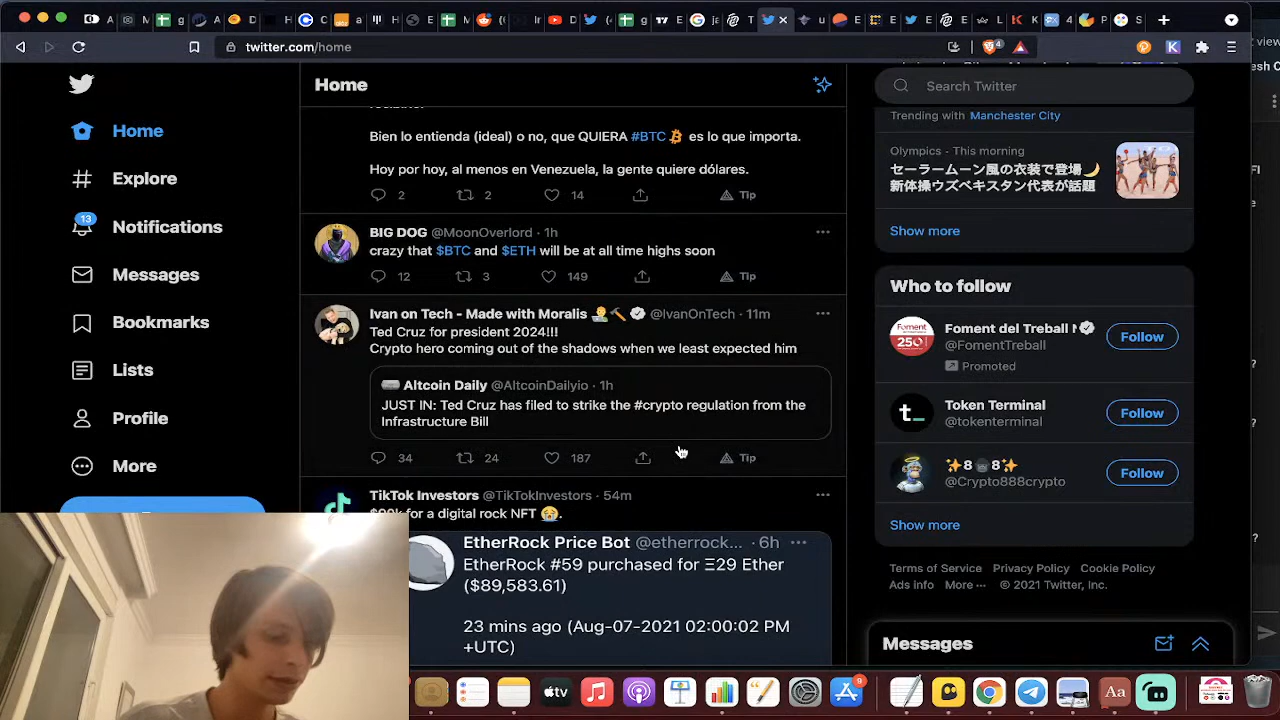 twitter.com/home
4
Home
Explore
13
Notifications
Messages
Bookmarks
Lists
Profile
More
Home
Bien lo entienda (ideal) o no, que QUIERA #BTC es lo que importa.
Hoy por hoy, al menos en Venezuela, la gente quiere dólares.
2 2 14 Tip
BIG DOG @MoonOverlord · 1h
crazy that $BTC and $ETH will be at all time highs soon
12 3 149 Tip
Ivan on Tech - Made with Moralis @IvanOnTech · 11m
Ted Cruz for president 2024!!!
Crypto hero coming out of the shadows when we least expected him
Altcoin Daily @AltcoinDailyio · 1h
JUST IN: Ted Cruz has filed to strike the #crypto regulation from the
Infrastructure Bill
34 24 187 Tip
TikTok Investors @TikTokInvestors · 54m
for a digital rock NFT 😭.
EtherRock Price Bot @etherrock... · 6h
EtherRock #59 purchased for Ξ29 Ether
($89,583.61)
23 mins ago (Aug-07-2021 02:00:02 PM
+UTC)
Search Twitter
Trending with Manchester City
Olympics · This morning
セーラームーン風の衣装で登場🌙
新体操ウズベキスタン代表が話題
Show more
Who to follow
Foment del Treball
@FomentTreball
Promoted
Follow
Token Terminal
@tokenterminal
Follow
✨8💀8✨
@Crypto888crypto
Follow
Show more
Terms of Service Privacy Policy Cookie Policy
Ads info More ··· © 2021 Twitter, Inc.
Messages
tv
9
Aa